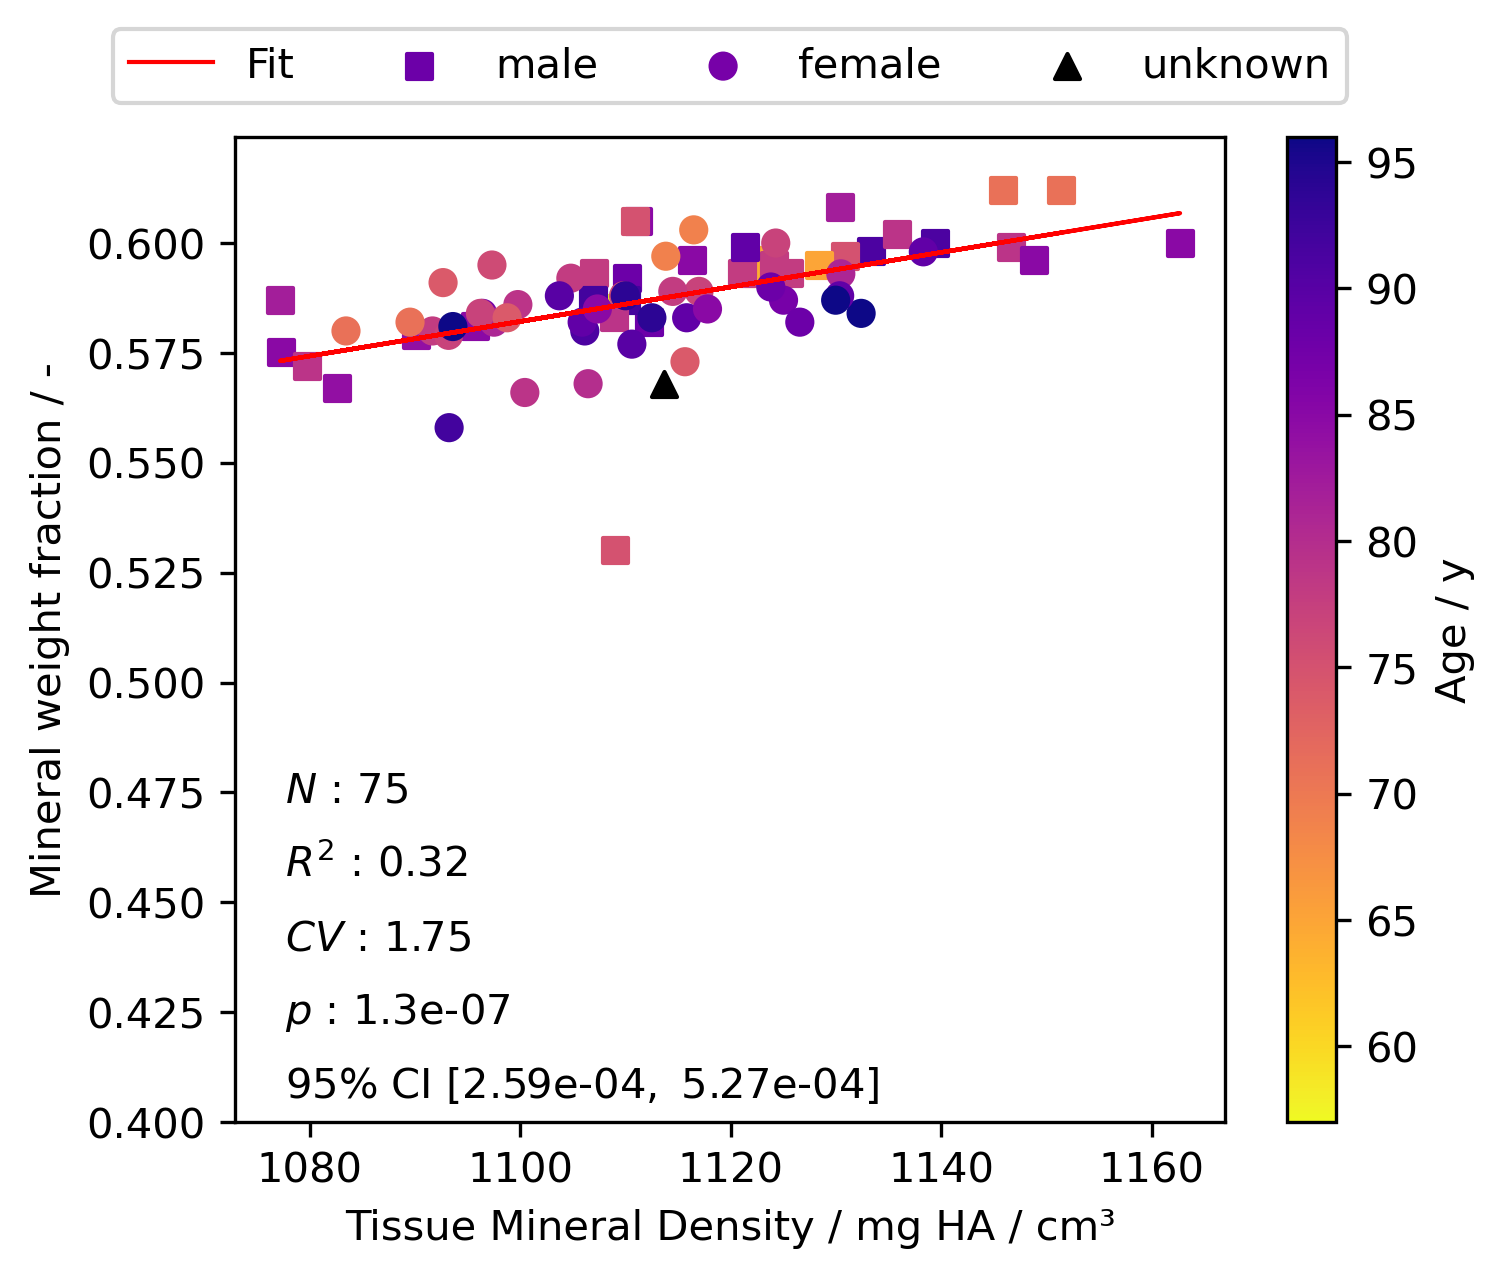 Fit male female unknown
0.600
0.575
0.550
0.525
0.500
0.475
0.450
0.425
0.400
Mineral weight fraction / -
N : 75
R² : 0.32
CV : 1.75
p : 1.3e-07
95% CI [2.59e-04, 5.27e-04]
1080 1100 1120 1140 1160
Tissue Mineral Density / mg HA / cm³
95
90
85
80
75
70
65
60
Age / y